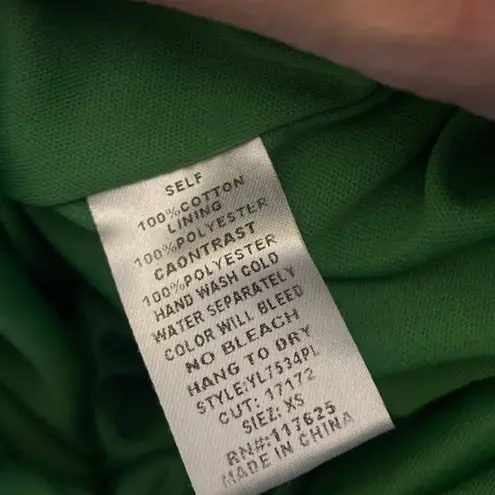 SELF
100%COTTON
LINING
100%POLYESTER
CAONTRAST
100%POLYESTER
HAND WASH COLD
WATER SEPARATELY
COLOR WILL BLEED
NO BLEACH
HANG TO DRY
STYLE:YL7534PL
CUT: 17172
SIEZ: XS
RN#:117625
MADE IN CHINA